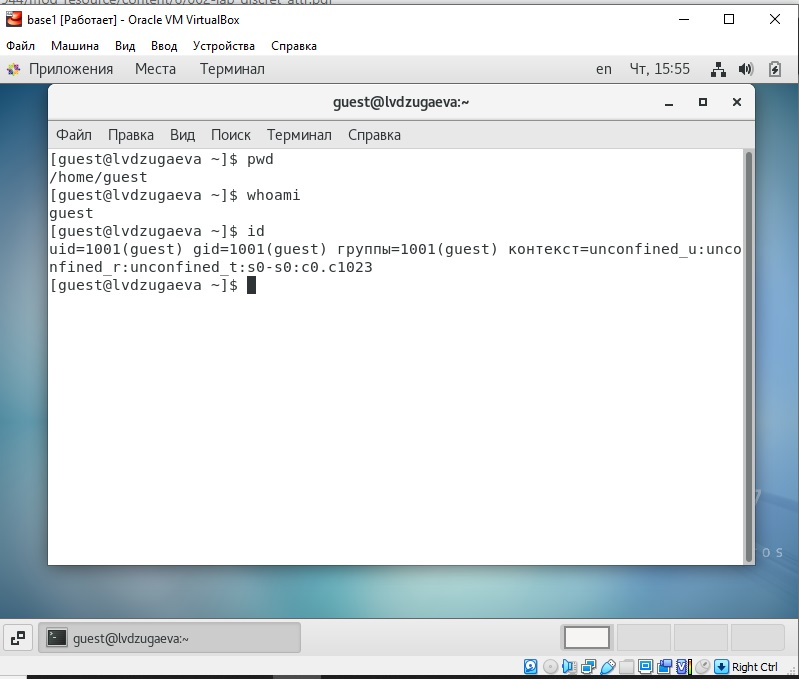 base1 [Работает] - Oracle VM VirtualBox
Файл Машина Вид Ввод Устройства Справка
Приложения Места Терминал en Чт, 15:55
guest@lvdzugaeva:~
Файл Правка Вид Поиск Терминал Справка
[guest@lvdzugaeva ~]$ pwd
/home/guest
[guest@lvdzugaeva ~]$ whoami
guest
[guest@lvdzugaeva ~]$ id
uid=1001(guest) gid=1001(guest) группы=1001(guest) контекст=unconfined_u:unco
nfined_r:unconfined_t:s0-s0:c0.c1023
[guest@lvdzugaeva ~]$
7
OS
guest@lvdzugaeva:~
Right Ctrl